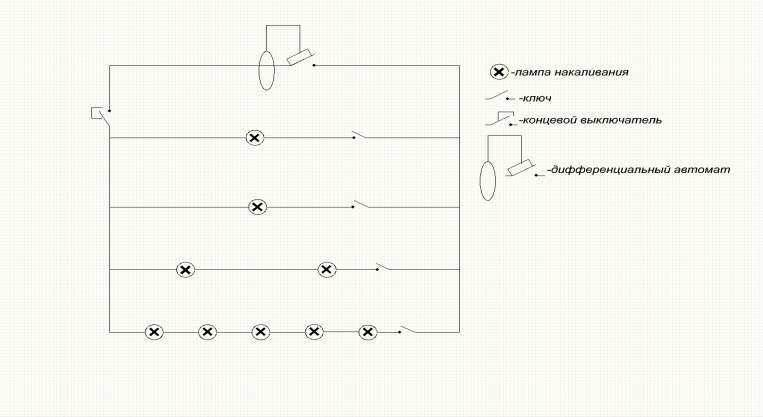 -лампа накаливания
-ключ
-концевой выключатель
-дифференциальный автомат